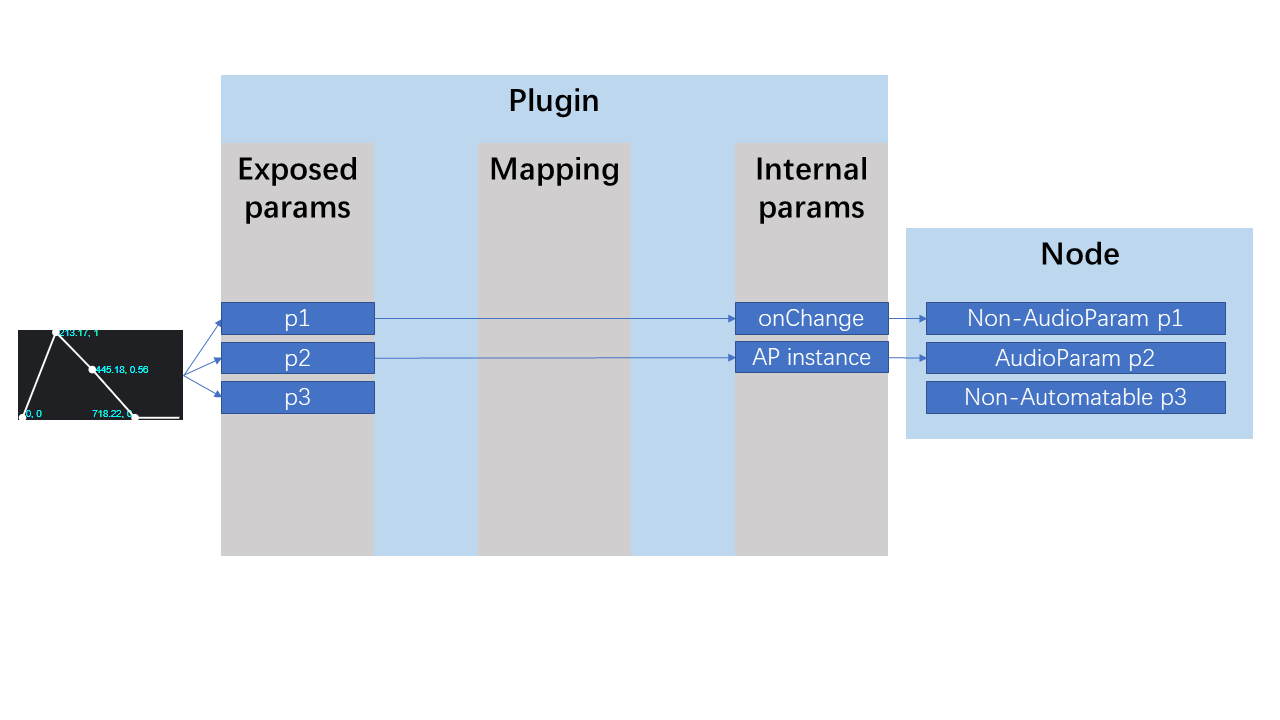 Plugin
Exposed
params
Mapping
Internal
params
Node
p1
onChange
Non-AudioParam p1
p2
AP instance
AudioParam p2
p3
Non-Automatable p3
213.17, 1
445.18, 0.56
0, 0
718.22, 0